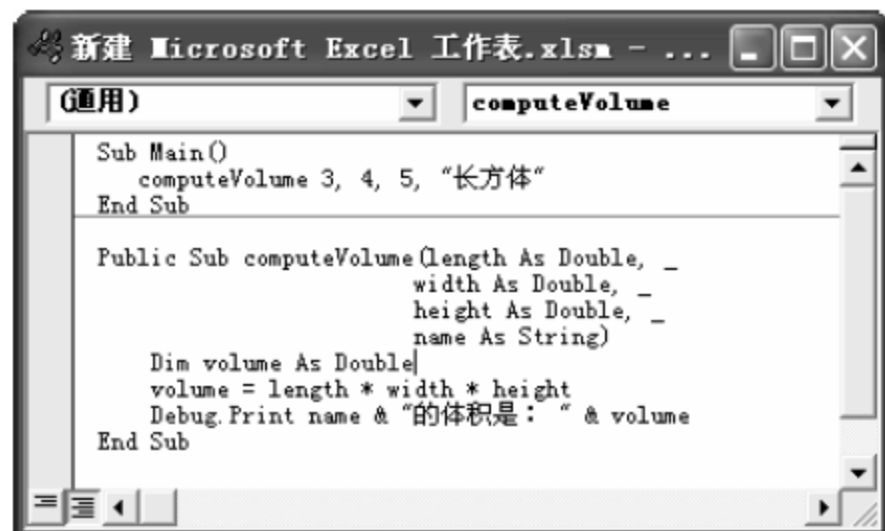 新建 Microsoft Excel 工作表.xlsm - ...
(通用) computeVolume
Sub Main()
computeVolume 3, 4, 5, "长方体"
End Sub
Public Sub computeVolume(length As Double, _
width As Double, _
height As Double, _
name As String)
Dim volume As Double
volume = length * width * height
Debug.Print name & "的体积是： " & volume
End Sub